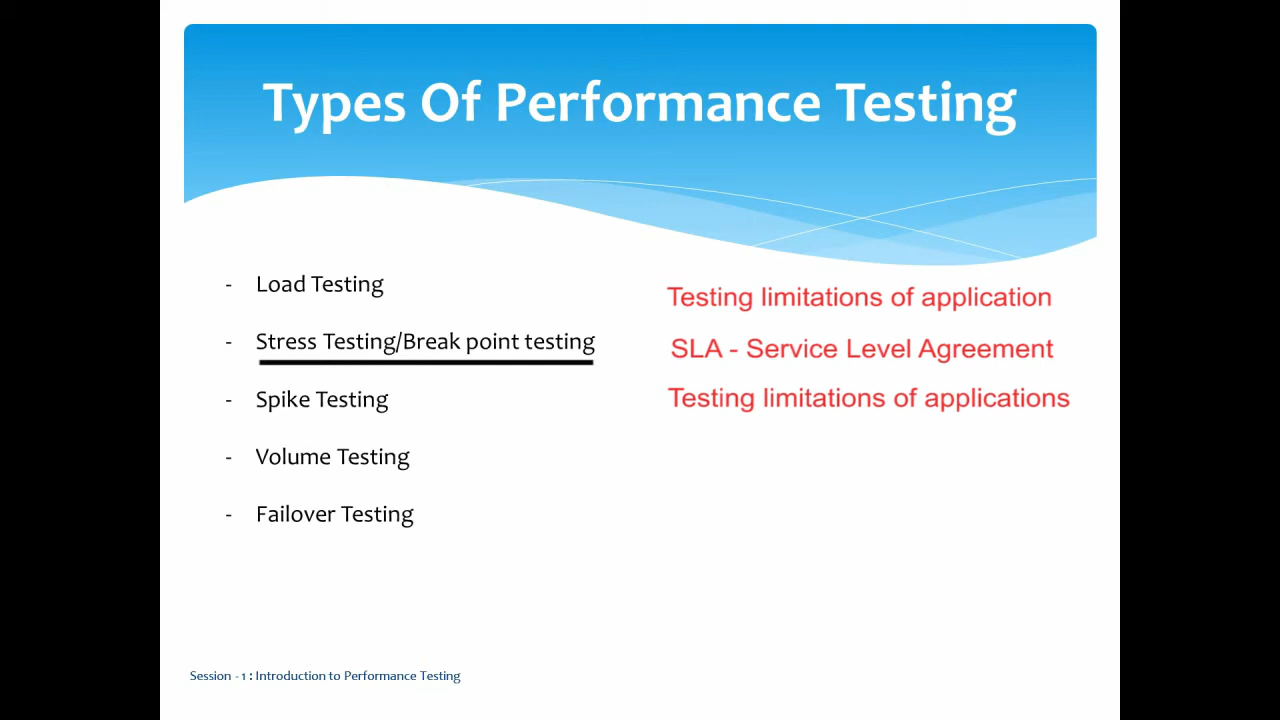 Types Of Performance Testing
- Load Testing
- Stress Testing/Break point testing
- Spike Testing
- Volume Testing
- Failover Testing
Testing limitations of application
SLA - Service Level Agreement
Testing limitations of applications
Session - 1 : Introduction to Performance Testing